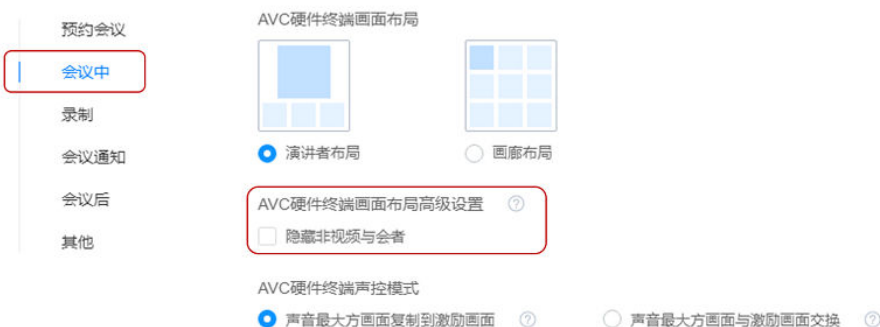 预约会议
会议中
录制
会议通知
会议后
其他
AVC硬件终端画面布局
演讲者布局
画廊布局
AVC硬件终端画面布局高级设置
隐藏非视频与会者
AVC硬件终端声控模式
声音最大方画面复制到激励画面
声音最大方画面与激励画面交换